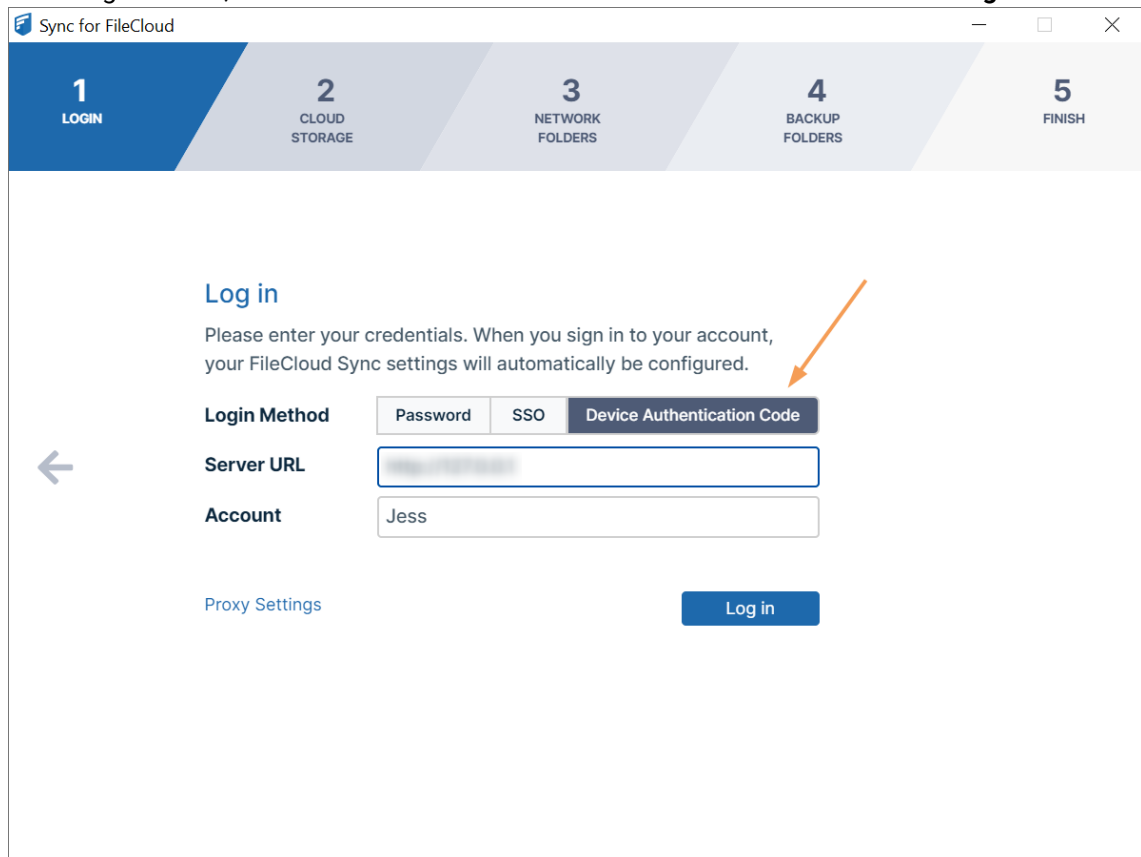 Sync for FileCloud
1
LOGIN
2
CLOUD
STORAGE
3
NETWORK
FOLDERS
4
BACKUP
FOLDERS
5
FINISH
Log in
Please enter your credentials. When you sign in to your account,
your FileCloud Sync settings will automatically be configured.
Login Method Password SSO Device Authentication Code
Server URL
Account Jess
Proxy Settings Log in